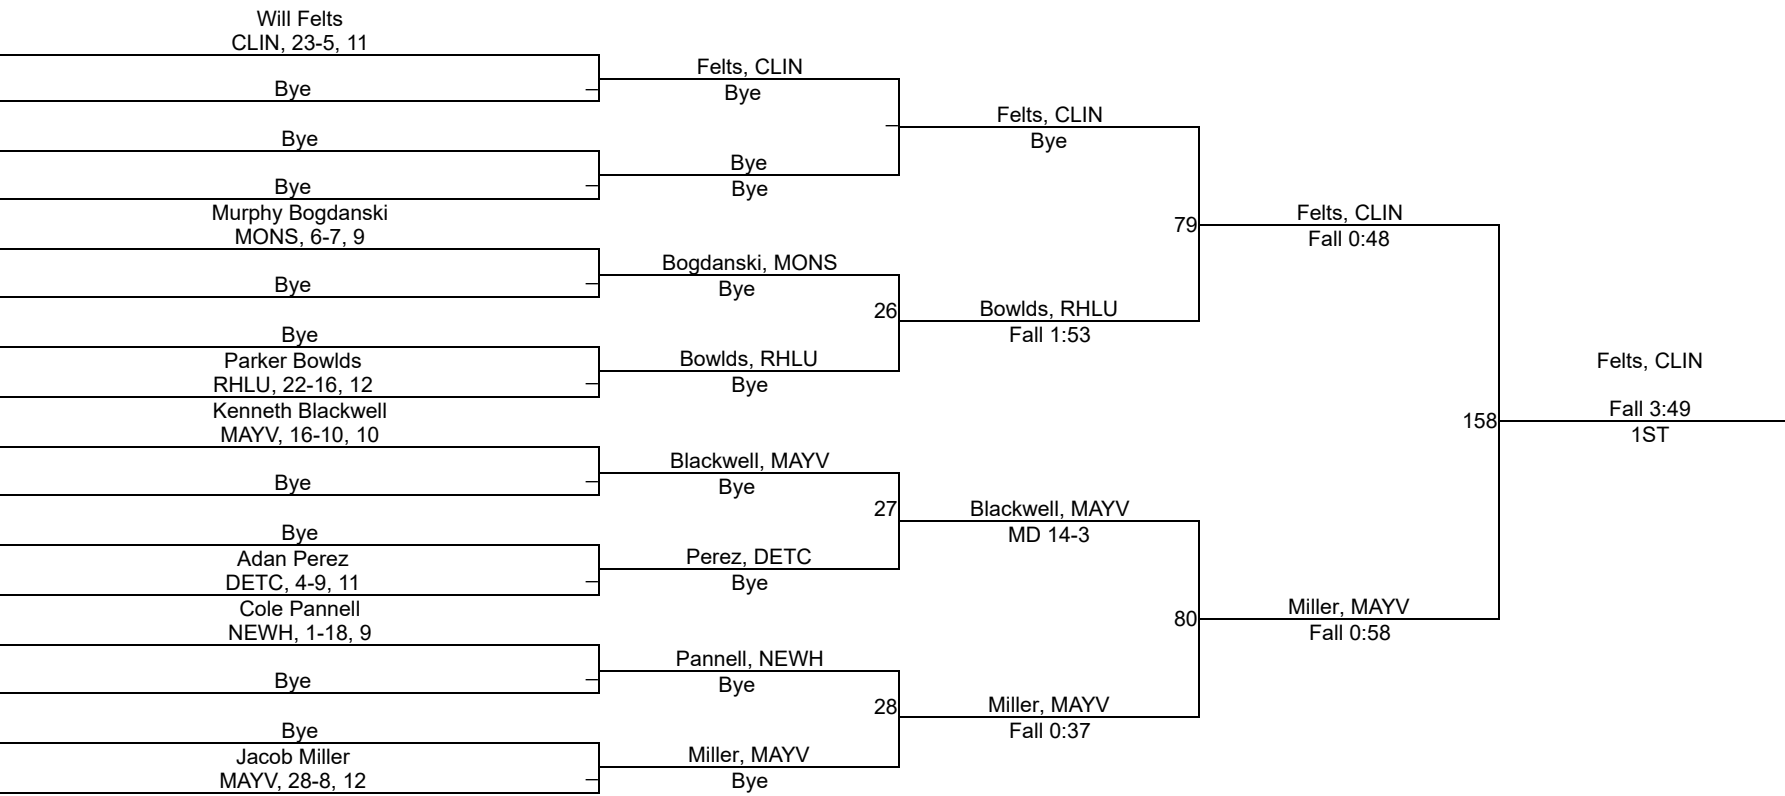 Will Felts
CLIN, 23-5, 11
Bye
Bye
Bye
Murphy Bogdanski
MONS, 6-7, 9
Bye
Bye
Parker Bowlds
RHLU, 22-16, 12
Kenneth Blackwell
MAYV, 16-10, 10
Bye
Bye
Adan Perez
DETC, 4-9, 11
Cole Pannell
NEWH, 1-18, 9
Bye
Bye
Jacob Miller
MAYV, 28-8, 12
Felts, CLIN
Bye
Bye
Bye
Bogdanski, MONS
Bye
26
Bowlds, RHLU
Bye
Blackwell, MAYV
Bye
27
Perez, DETC
Bye
Pannell, NEWH
Bye
28
Miller, MAYV
Bye
Felts, CLIN
Bye
79
Bowlds, RHLU
Fall 1:53
Blackwell, MAYV
MD 14-3
80
Miller, MAYV
Fall 0:37
Felts, CLIN
Fall 0:48
158
Miller, MAYV
Fall 0:58
Felts, CLIN
Fall 3:49
1ST